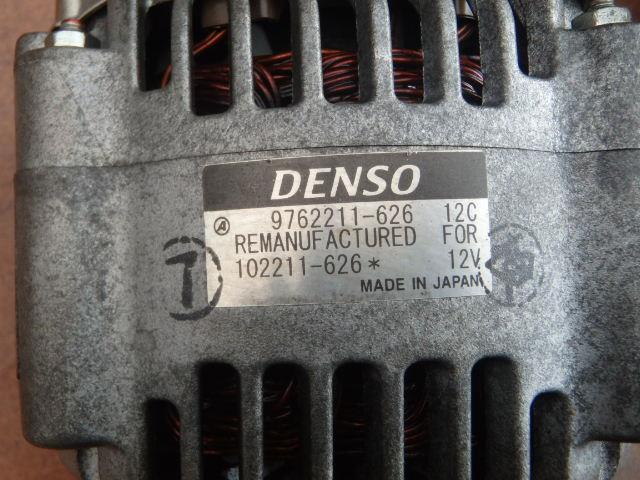 DENSO
Ⓐ 9762211-626 12C
REMANUFACTURED FOR
102211-626* 12V
MADE IN JAPAN